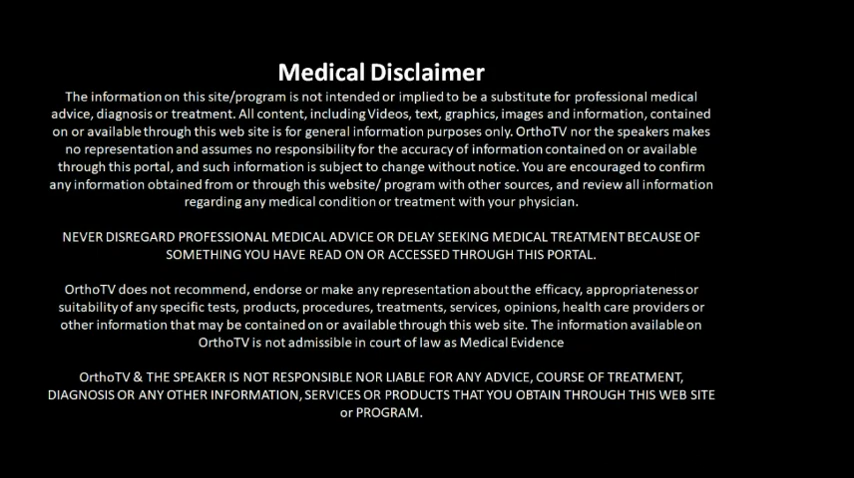 Medical Disclaimer
The information on this site/program is not intended or implied to be a substitute for professional medical
advice, diagnosis or treatment. All content, including Videos, text, graphics, images and information, contained
on or available through this web site is for general information purposes only. OrthoTV nor the speakers makes
no representation and assumes no responsibility for the accuracy of information contained on or available
through this portal, and such information is subject to change without notice. You are encouraged to confirm
any information obtained from or through this website/ program with other sources, and review all information
regarding any medical condition or treatment with your physician.
NEVER DISREGARD PROFESSIONAL MEDICAL ADVICE OR DELAY SEEKING MEDICAL TREATMENT BECAUSE OF
SOMETHING YOU HAVE READ ON OR ACCESSED THROUGH THIS PORTAL.
OrthoTV does not recommend, endorse or make any representation about the efficacy, appropriateness or
suitability of any specific tests, products, procedures, treatments, services, opinions, health care providers or
other information that may be contained on or available through this web site. The information available on
OrthoTV is not admissible in court of law as Medical Evidence
OrthoTV & THE SPEAKER IS NOT RESPONSIBLE NOR LIABLE FOR ANY ADVICE, COURSE OF TREATMENT,
DIAGNOSIS OR ANY OTHER INFORMATION, SERVICES OR PRODUCTS THAT YOU OBTAIN THROUGH THIS WEB SITE
or PROGRAM.